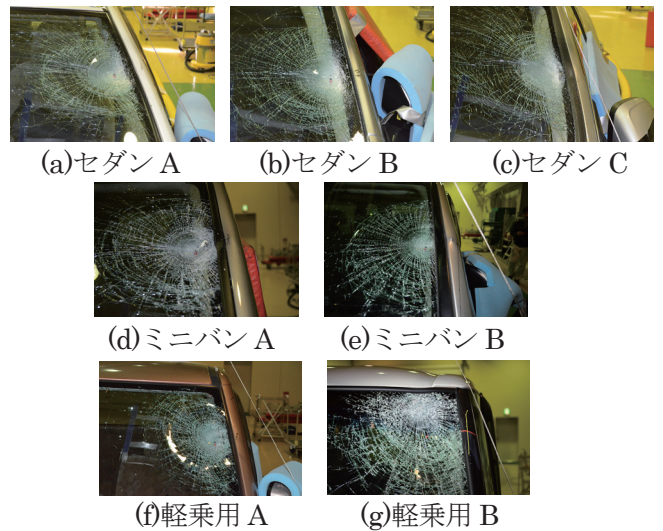 (a)セダン A
(b)セダン B
(c)セダン C
(d)ミニバン A
(e)ミニバン B
(f)軽乗用 A
(g)軽乗用 B